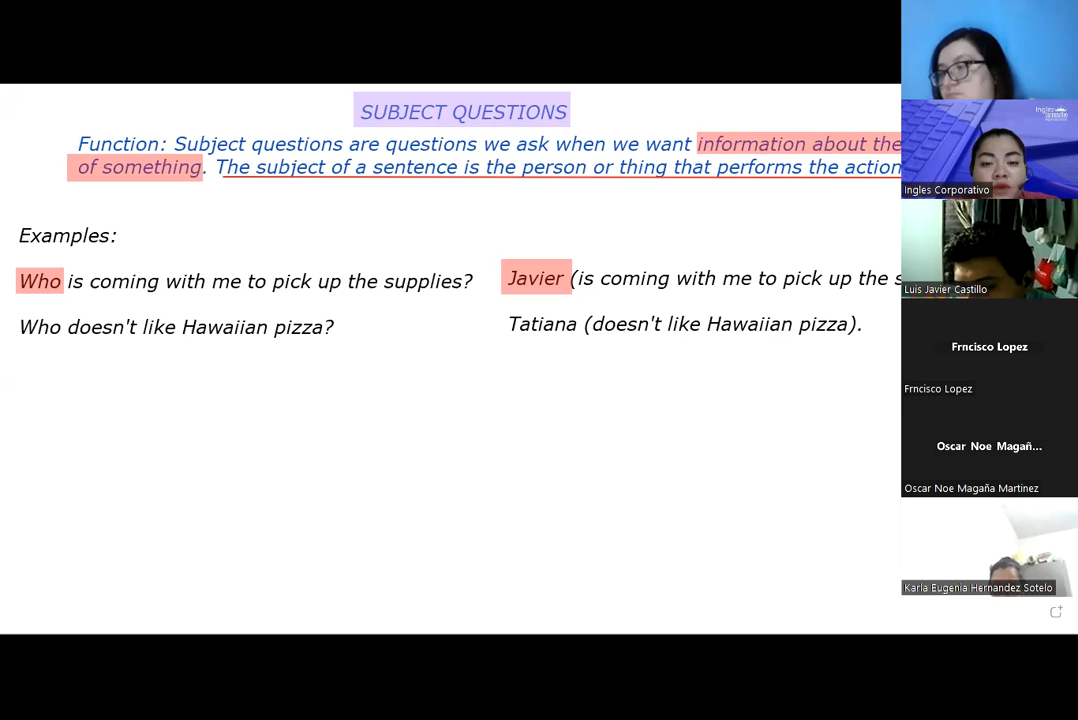 SUBJECT QUESTIONS
Function: Subject questions are questions we ask when we want information about the
of something. The subject of a sentence is the person or thing that performs the action
Examples:
Who is coming with me to pick up the supplies?
Javier (is coming with me to pick up the s
Who doesn't like Hawaiian pizza?
Tatiana (doesn't like Hawaiian pizza).
Ingles
Ingles Corporativo
Luis Javier Castillo
Frncisco Lopez
Frncisco Lopez
Oscar Noe Magañ...
Oscar Noe Magaña Martinez
Karla Eugenia Hernandez Sotelo